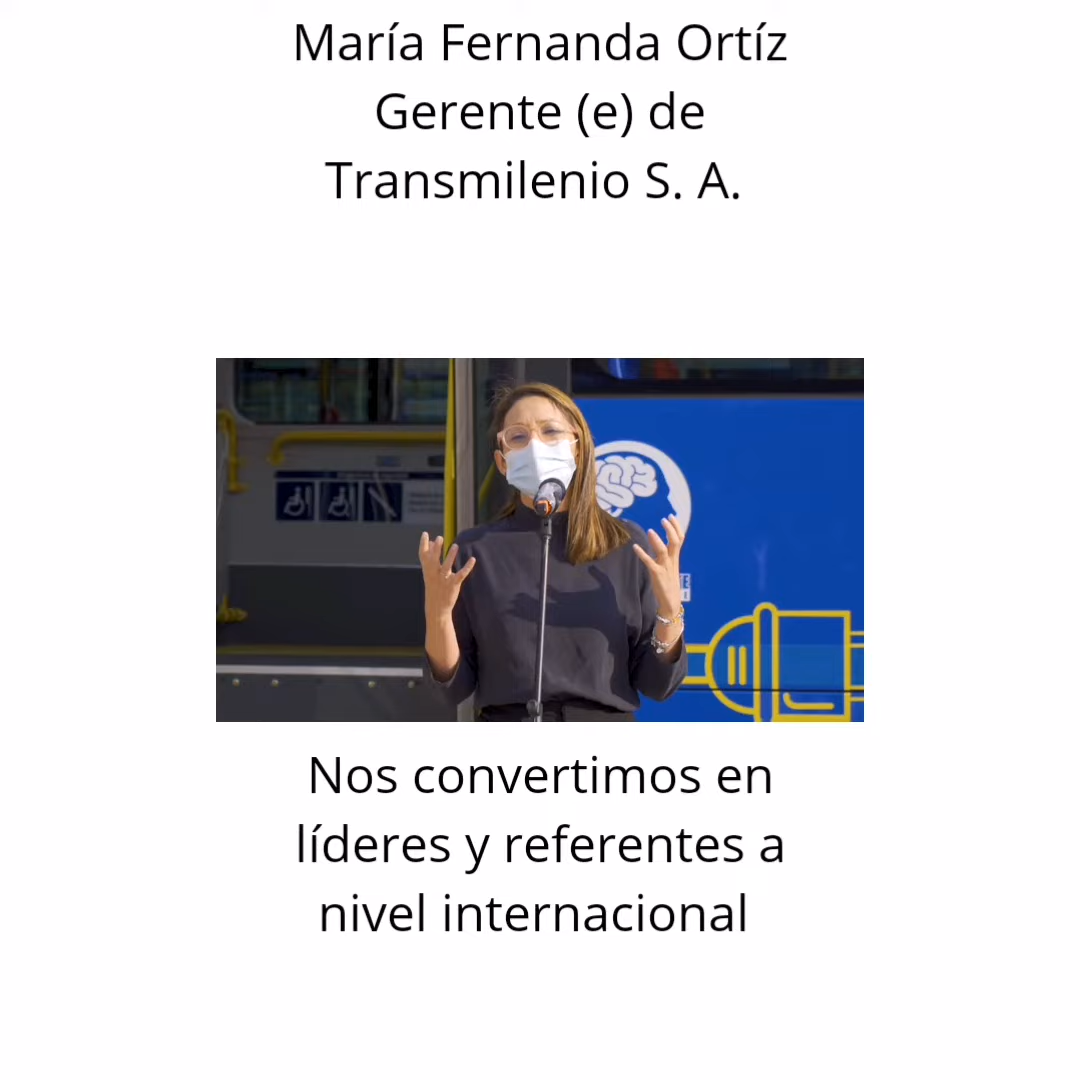 María Fernanda Ortíz
Gerente (e) de
Transmilenio S. A.
Nos convertimos en
líderes y referentes a
nivel internacional